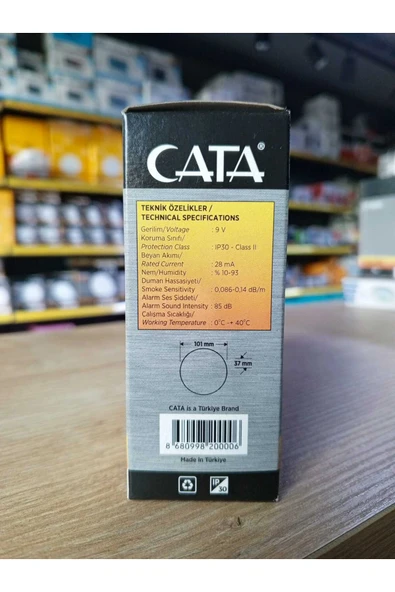 CATA®
TEKNİK ÖZELİKLER/
TECHNICAL SPECIFICATIONS
Gerilim/Voltage : 9 V
Koruma Sınıfı/
Protection Class : IP30 - Class II
Beyan Akımı/
Rated Current : 28 mA
Nem/Humidity : % 10-93
Duman Hassasiyeti/
Smoke Sensitivity : 0,086-0,14 dB/m
Alarm Ses Şiddeti/
Alarm Sound Intensity : 85 dB
Çalışma Sıcaklığı/
Working Temperature : 0°C → 40°C
101 mm
37 mm
CATA is a Türkiye Brand
8 680998 200006
Made in Türkiye
IP
30